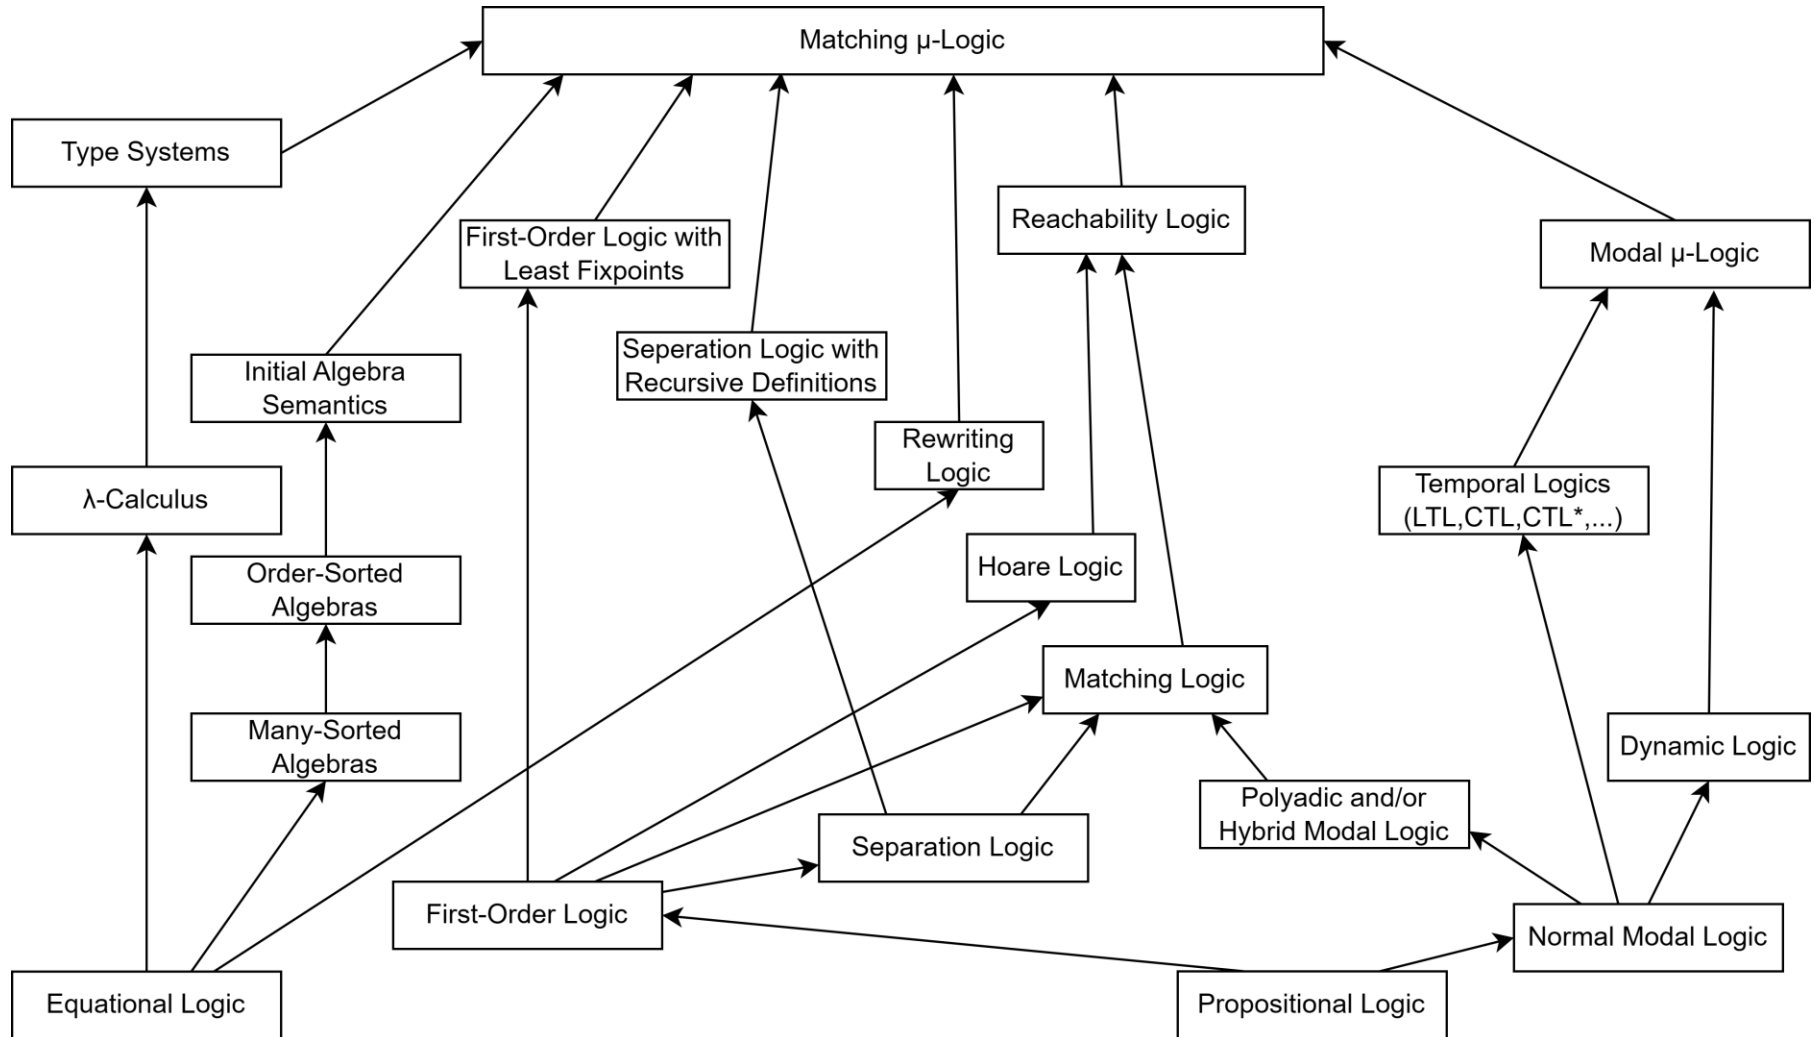 Matching μ-Logic
Type Systems
Reachability Logic
First-Order Logic with
Least Fixpoints
Modal μ-Logic
Seperation Logic with
Recursive Definitions
Initial Algebra
Semantics
Rewriting
Logic
λ-Calculus
Temporal Logics
(LTL,CTL,CTL*,...)
Hoare Logic
Order-Sorted
Algebras
Matching Logic
Many-Sorted
Algebras
Dynamic Logic
Polyadic and/or
Hybrid Modal Logic
Separation Logic
First-Order Logic
Normal Modal Logic
Equational Logic
Propositional Logic